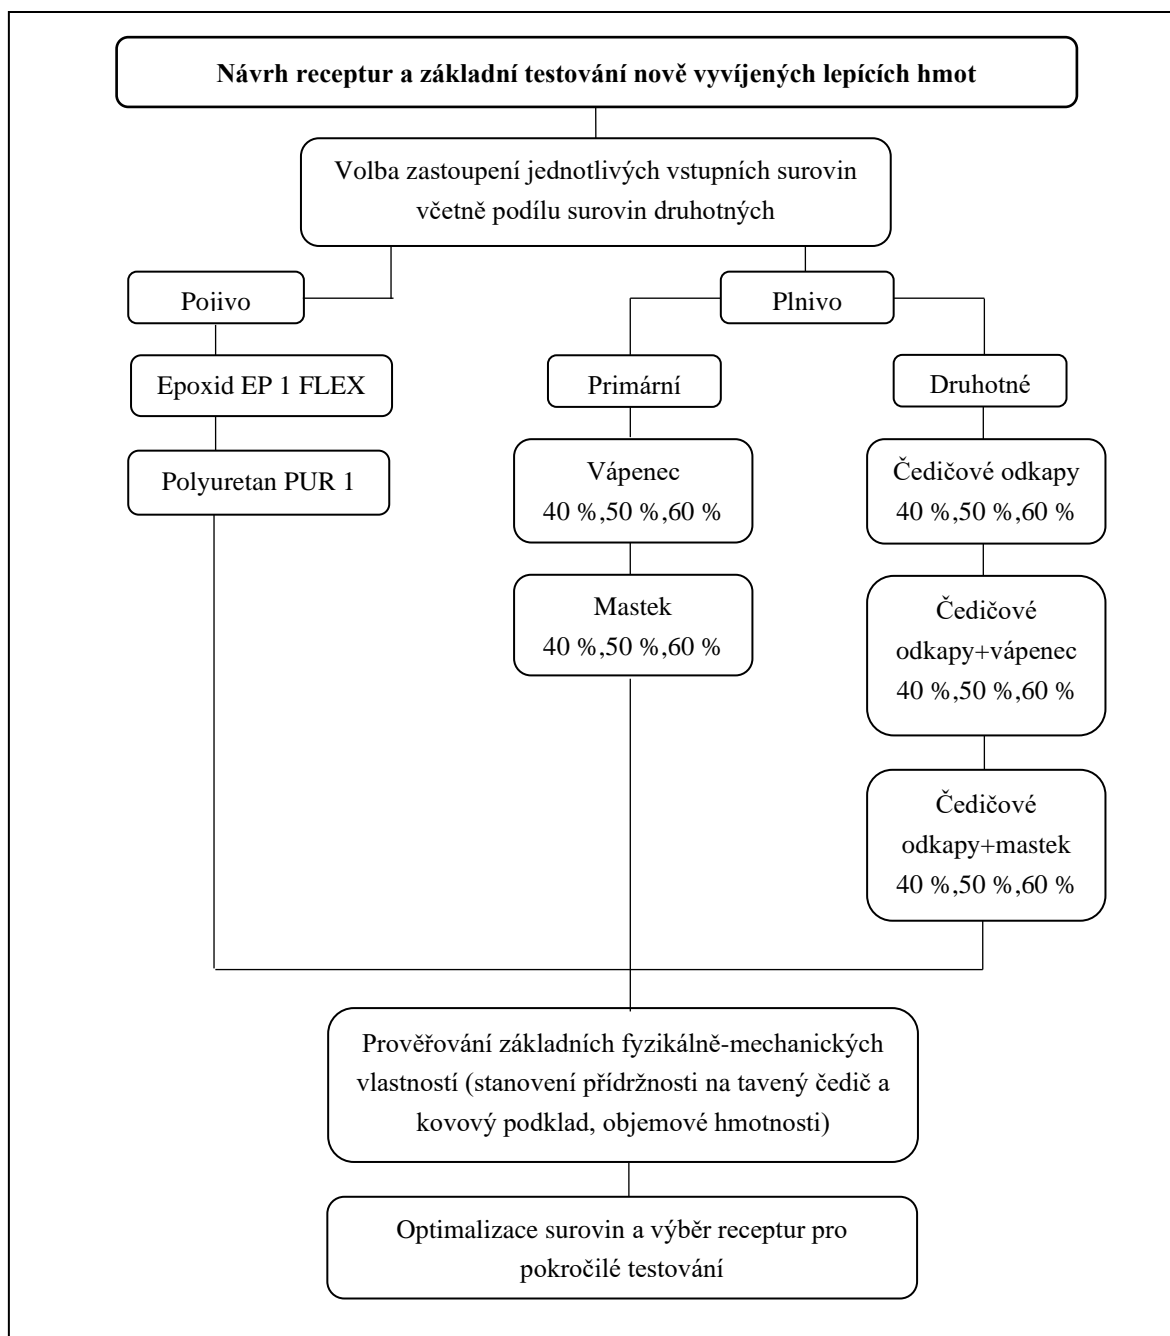 Návrh receptur a základní testování nově vyvíjených lepících hmot
Volba zastoupení jednotlivých vstupních surovin
včetně podílu surovin druhotných
Pojivo
Plnivo
Epoxid EP 1 FLEX
Primární
Druhotné
Polyuretan PUR 1
Vápenec
40 %,50 %,60 %
Čedičové odkapy
40 %,50 %,60 %
Mastek
40 %,50 %,60 %
Čedičové
odkapy+vápenec
40 %,50 %,60 %
Čedičové
odkapy+mastek
40 %,50 %,60 %
Prověřování základních fyzikálně-mechanických
vlastností (stanovení přídržnosti na tavený čedič a
kovový podklad, objemové hmotnosti)
Optimalizace surovin a výběr receptur pro
pokročilé testování